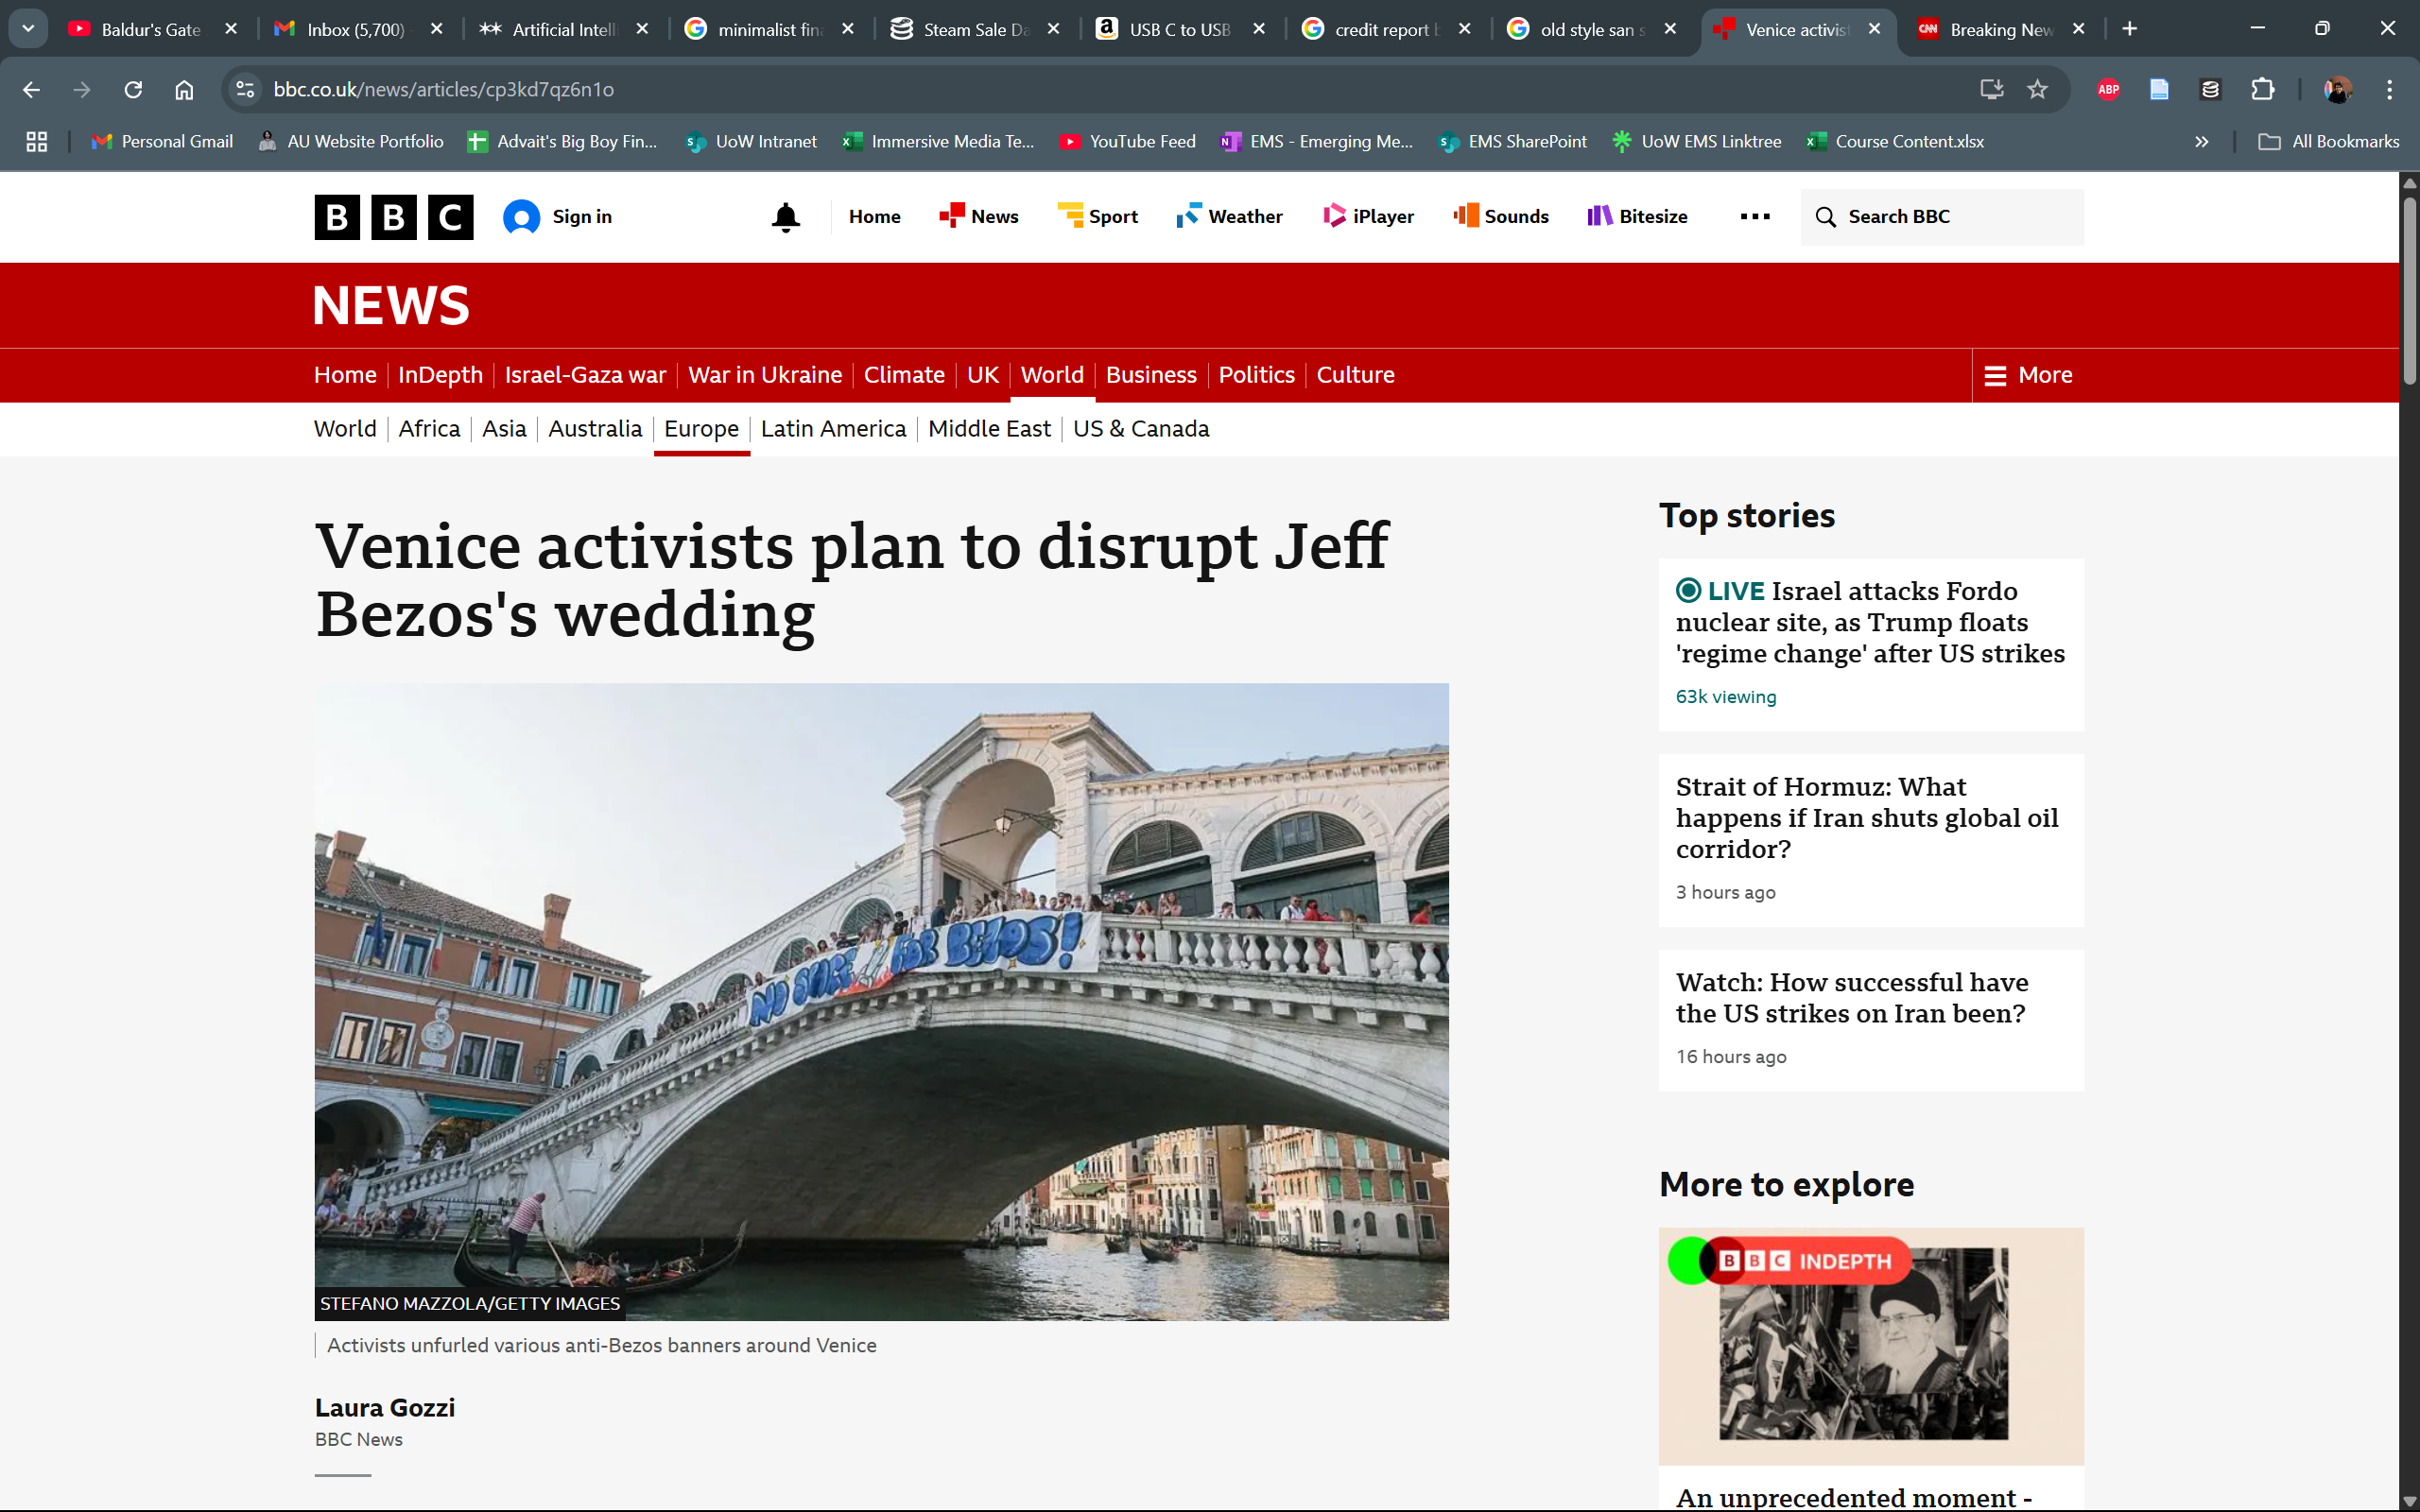 Baldur's Gate
Inbox (5,700)
Artificial Intelli
minimalist fin
Steam Sale Da
USB C to USB
credit report b
old style san s
Venice activist
CNN Breaking New
bbc.co.uk/news/articles/cp3kd7qz6n1o
ABP
Personal Gmail
AU Website Portfolio
Advait's Big Boy Fin...
UoW Intranet
Immersive Media Te...
YouTube Feed
EMS - Emerging Me...
EMS SharePoint
UoW EMS Linktree
Course Content.xlsx
All Bookmarks
BBC
Sign in
Home
News
Sport
Weather
iPlayer
Sounds
Bitesize
Search BBC
NEWS
Home
InDepth
Israel-Gaza war
War in Ukraine
Climate
UK
World
Business
Politics
Culture
More
World
Africa
Asia
Australia
Europe
Latin America
Middle East
US & Canada
Venice activists plan to disrupt Jeff
Bezos's wedding
NO SPACE FOR BEZOS!
STEFANO MAZZOLA/GETTY IMAGES
Activists unfurled various anti-Bezos banners around Venice
Laura Gozzi
BBC News
Top stories
LIVE Israel attacks Fordo
nuclear site, as Trump floats
'regime change' after US strikes
63k viewing
Strait of Hormuz: What
happens if Iran shuts global oil
corridor?
3 hours ago
Watch: How successful have
the US strikes on Iran been?
16 hours ago
More to explore
BBC INDEPTH
An unprecedented moment -